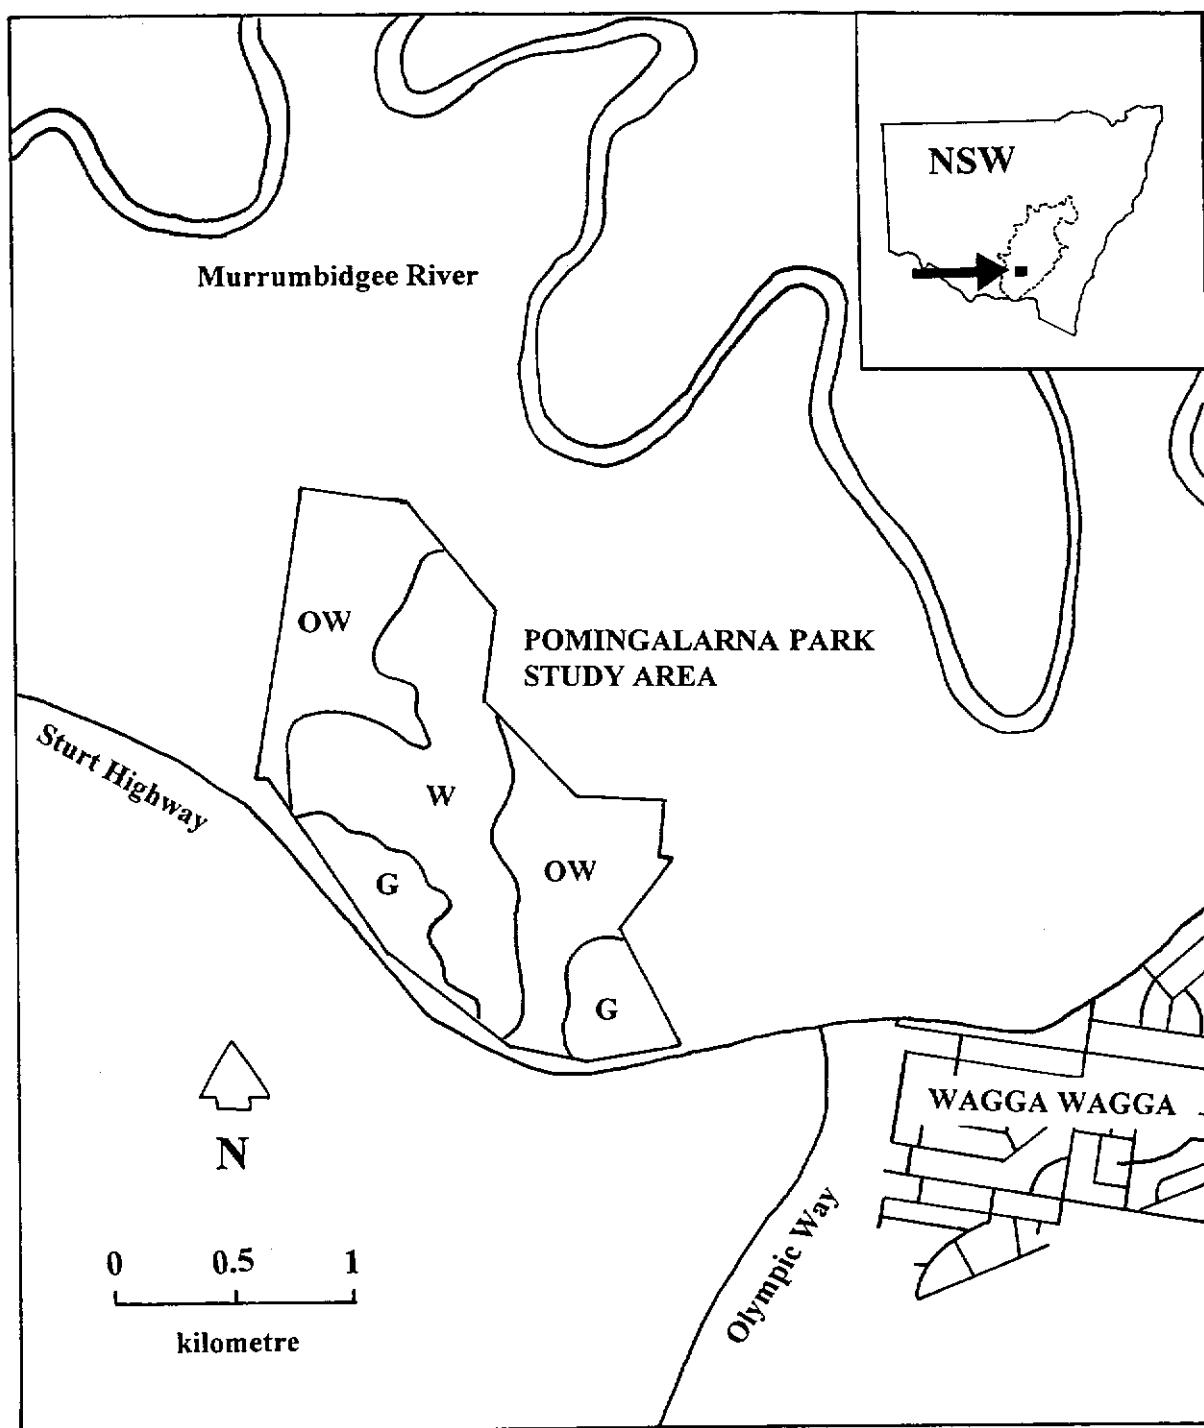 NSW
Murrumbidgee River
OW
POMINGALARNA PARK
STUDY AREA
Sturt Highway
W
OW
G
G
WAGGA WAGGA
N
Olympic Way
0 0.5 1
kilometre